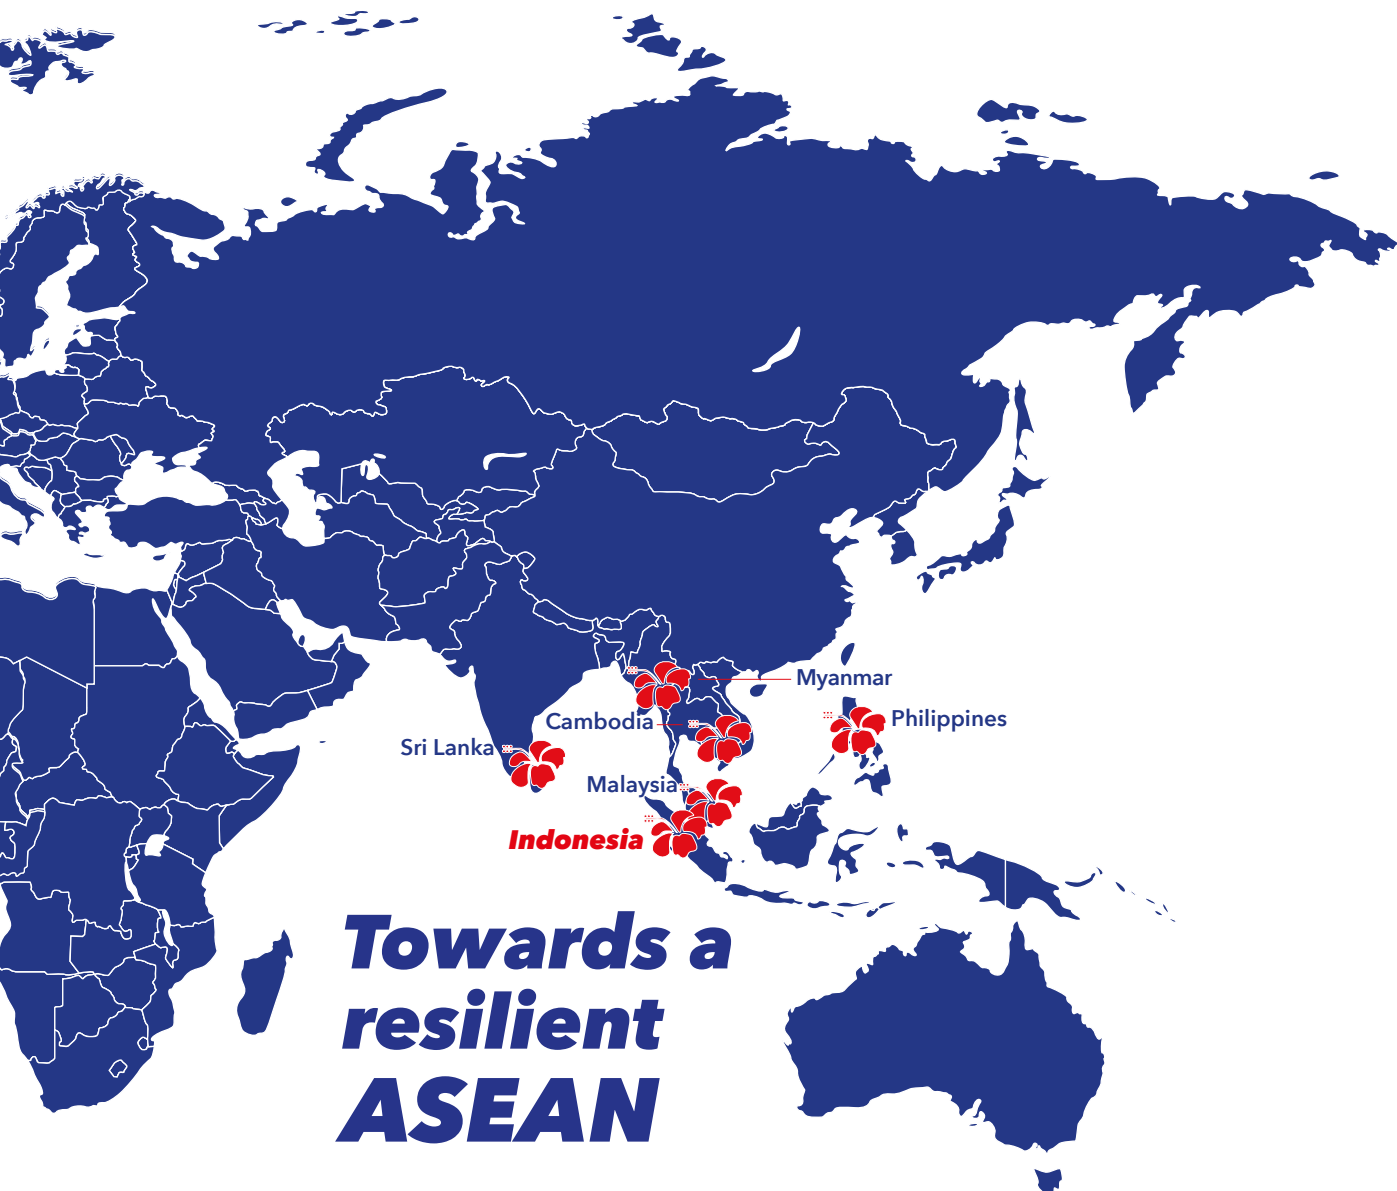 Myanmar
Philippines
Cambodia
Sri Lanka
Malaysia
Indonesia
Towards a
resilient
ASEAN